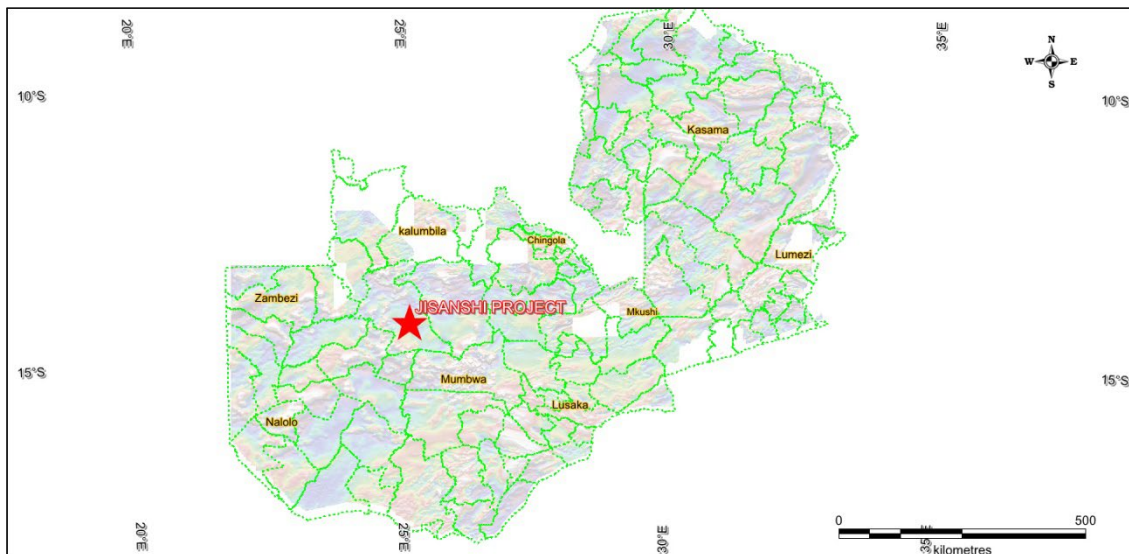 20°E
25°E
30°E
35°E
N
W E
S
10°S
10°S
Kasama
kalumbila
Chingola
Lumezi
Zambezi
JISANSHI PROJECT
Mkushi
15°S
15°S
Mumbwa
Lusaka
Nalolo
20°E
25°E
30°E
35°E
0 500
kilometres